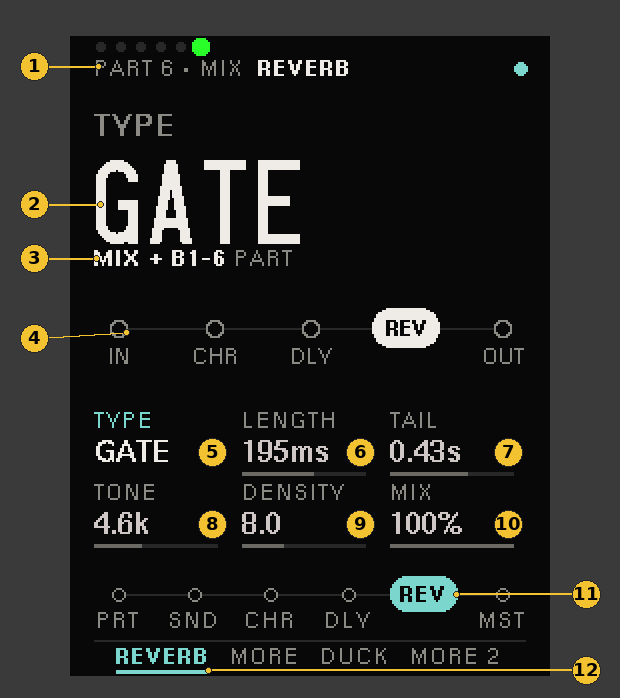 1 PART 6 · MIX REVERB
TYPE
2 GATE
3 MIX + B1-6 PART
4 REV
IN CHR DLY OUT
TYPE LENGTH TAIL
GATE 5 195ms 6 0.43s 7
TONE DENSITY MIX
4.6k 8 8.0 9 100% 10
REV 11
PRT SND CHR DLY MST
REVERB MORE DUCK MORE 2 12